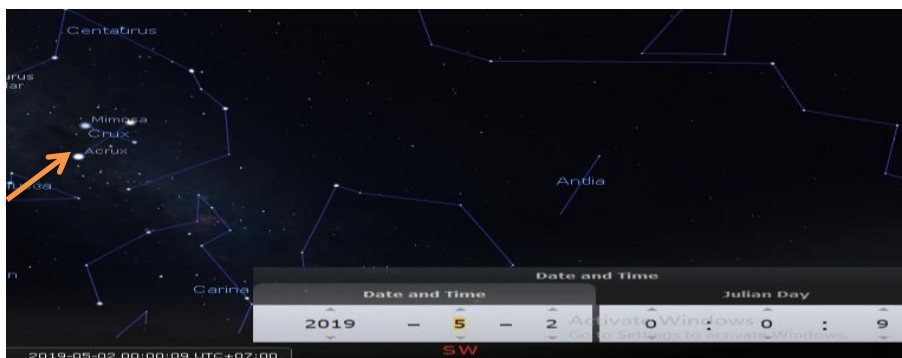 Centaurus
urus
lar
Mimosa
Crux
Acrux
Antlia
n
Carina
Date and Time
Date and Time
Julian Day
2019 - 5 - 2
0 : 0 : 9
Activate Windows
Go to Settings to activate Windows.
2019-05-02 00:00:09 UTC+07:00
SW